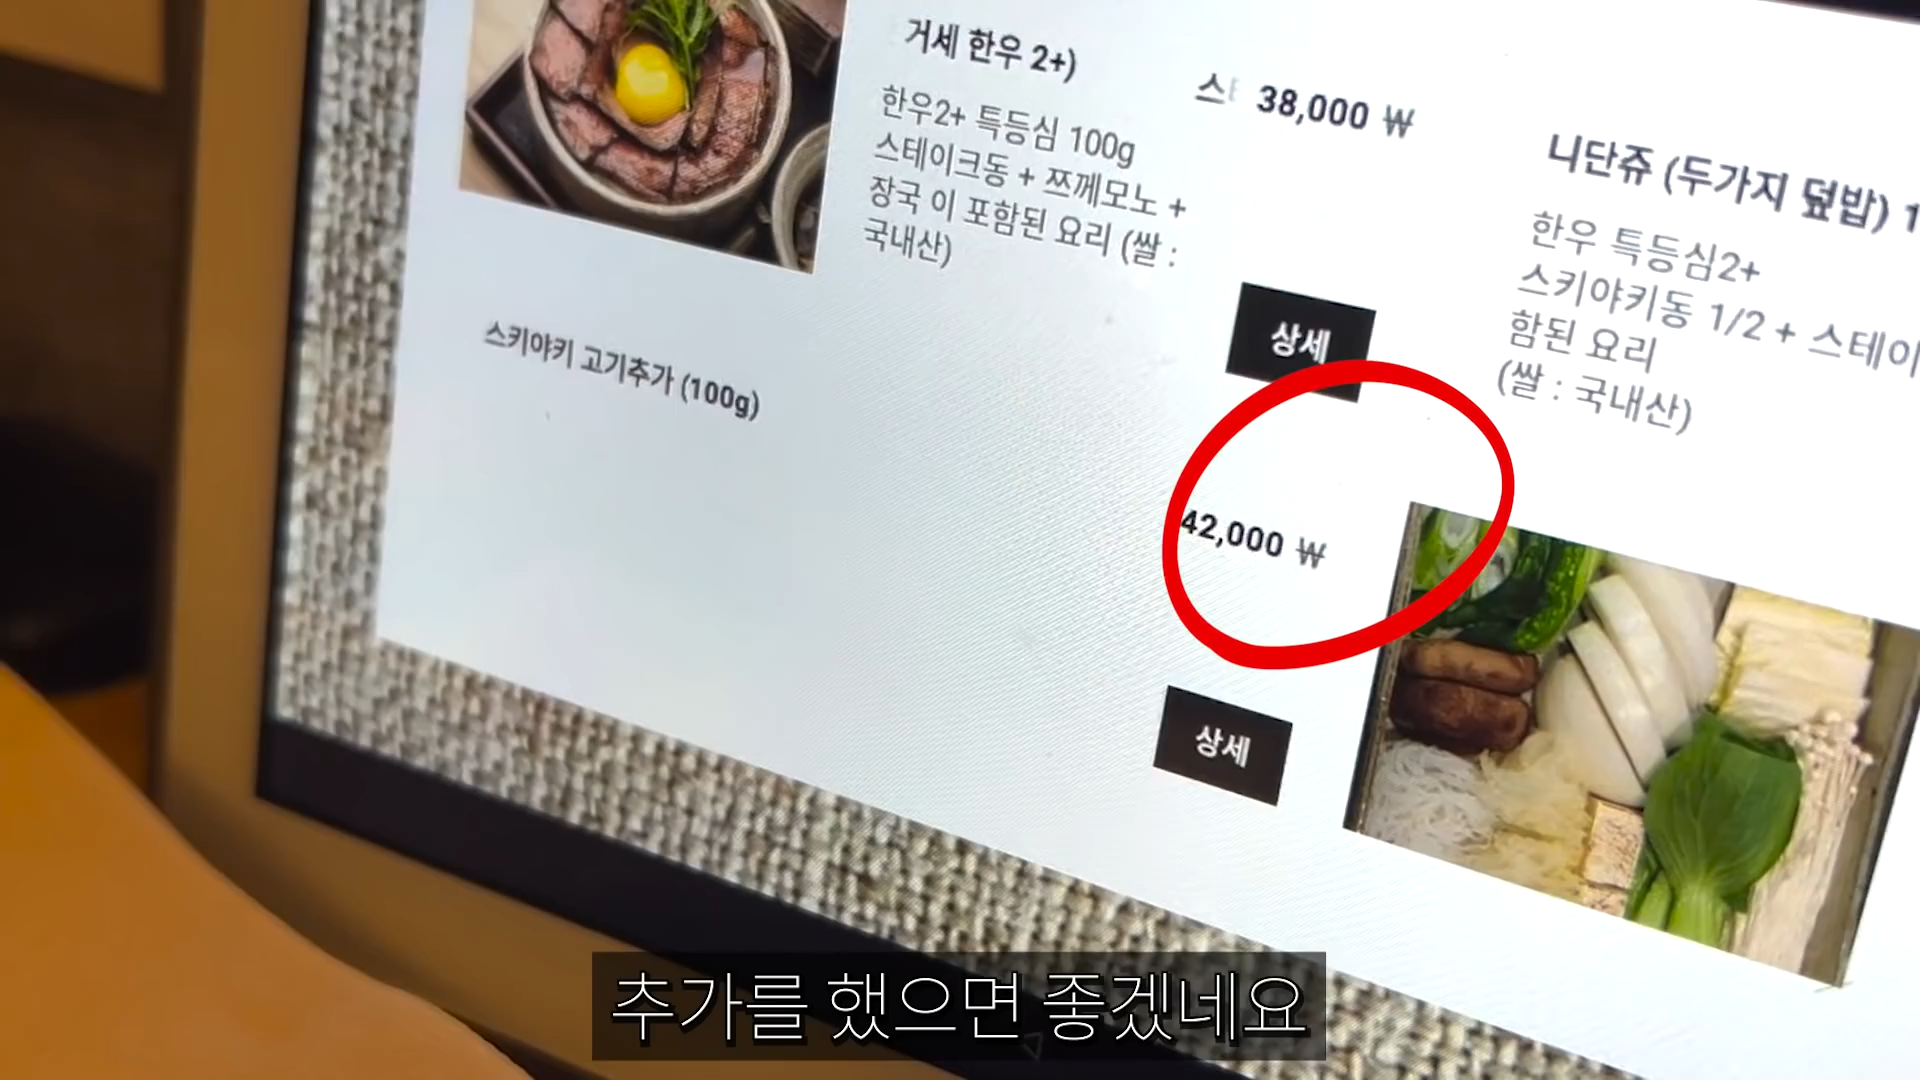 거세 한우 2+)
한우2+ 특등심 100g
스테이크동 + 쯔께모노 +
장국 이 포함된 요리 (쌀 :
국내산)
38,000 ₩
상세
스키야키 고기추가 (100g)
42,000 ₩
상세
니단쥬 (두가지 덮밥) 1
한우 특등심2+
스키야키동 1/2 + 스테이
함된 요리
(쌀 : 국내산)
추가를 했으면 좋겠네요